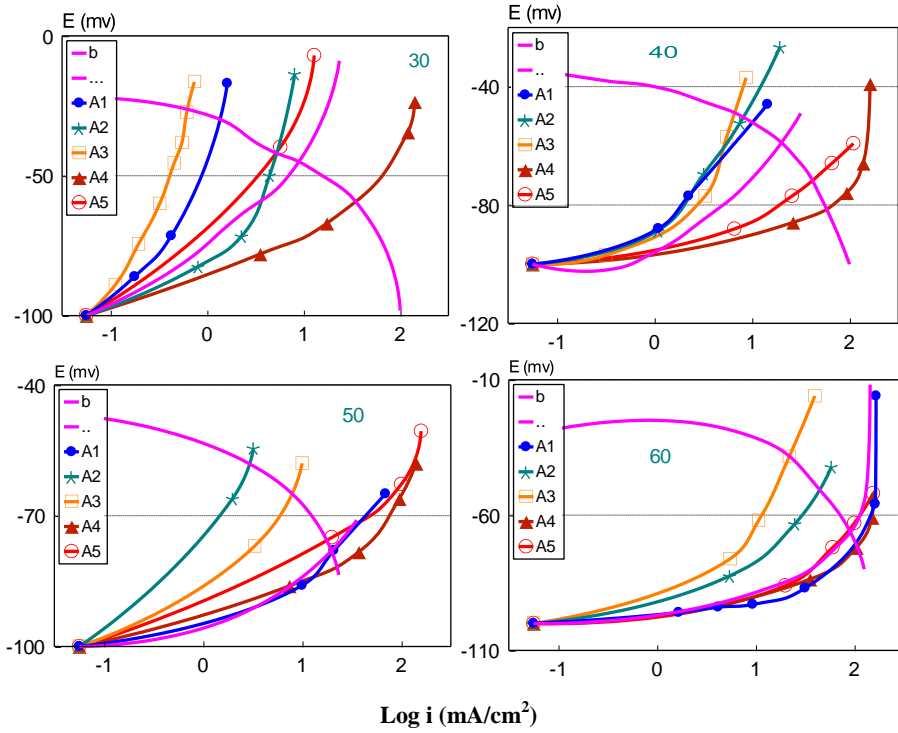 E (mv)
0
-50
-100
b
...
A1
A2
A3
A4
A5
30
-1
0
1
2
E (mv)
-40
-80
-120
b
..
A1
A2
A3
A4
A5
40
-1
0
1
2
E (mv)
-40
-70
-100
b
..
A1
A2
A3
A4
A5
50
-1
0
1
2
E (mv)
-10
-60
-110
b
..
A1
A2
A3
A4
A5
60
-1
0
1
2
Log i (mA/cm²)